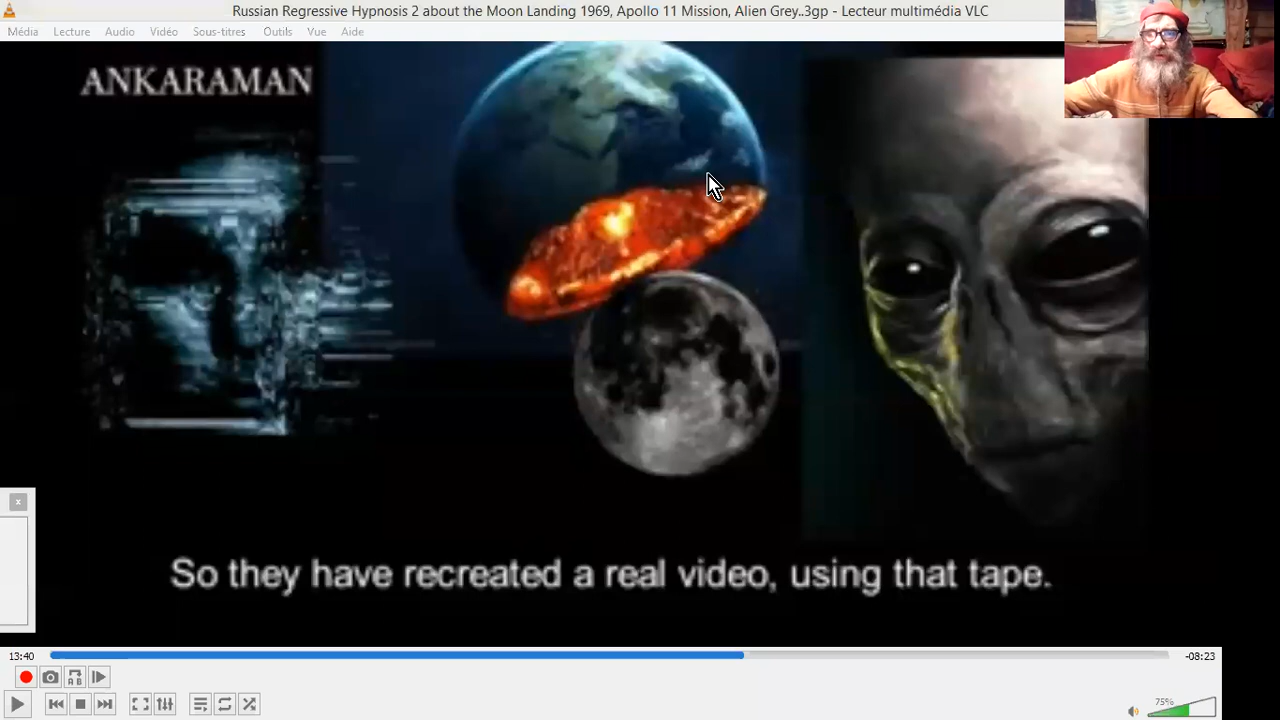 Russian Regressive Hypnosis 2 about the Moon Landing 1969, Apollo 11 Mission, Alien Grey..3gp - Lecteur multimédia VLC
Média Lecture Audio Vidéo Sous-titres Outils Vue Aide
ANKARAMAN
So they have recreated a real video, using that tape.
13:40 -08:23
A B
75%